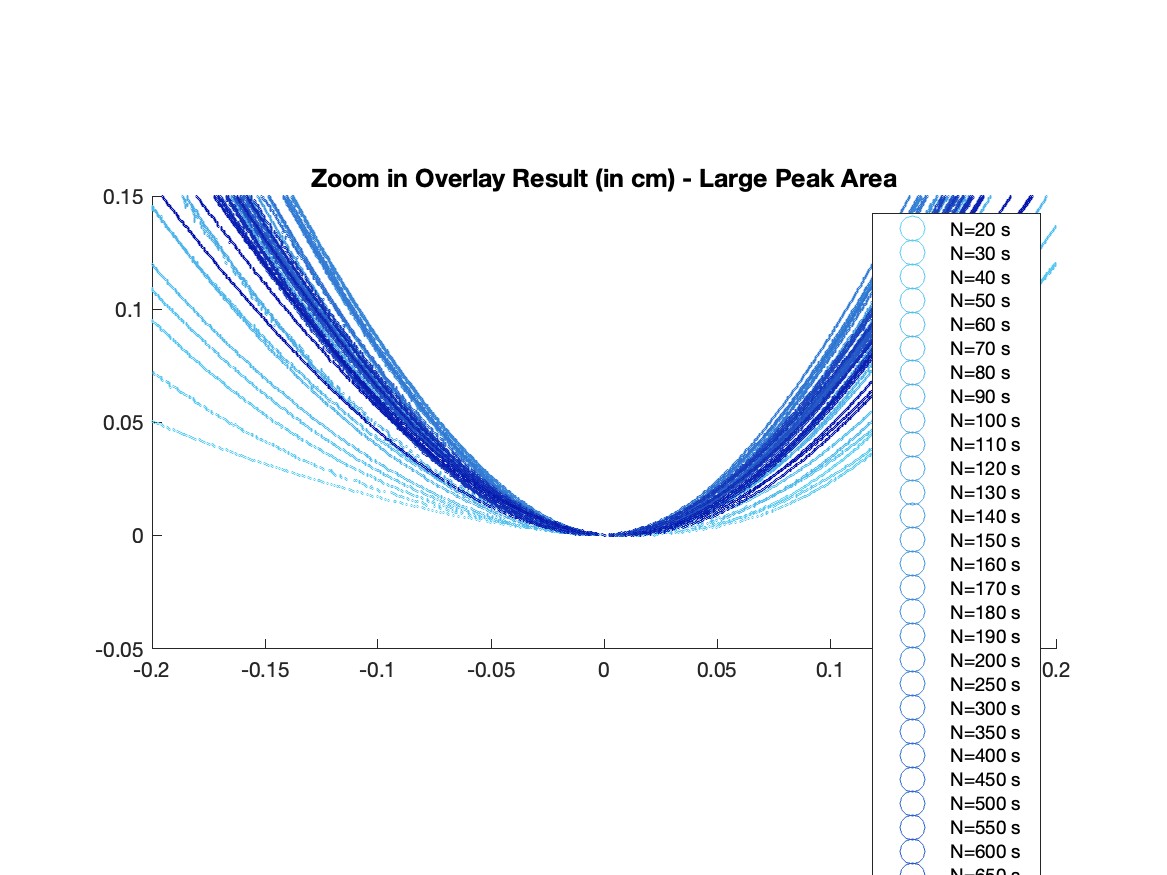 Zoom in Overlay Result (in cm) - Large Peak Area
0.15
0.1
0.05
0
-0.05
-0.2
-0.15
-0.1
-0.05
0
0.05
0.1
0.2
N=20 s
N=30 s
N=40 s
N=50 s
N=60 s
N=70 s
N=80 s
N=90 s
N=100 s
N=110 s
N=120 s
N=130 s
N=140 s
N=150 s
N=160 s
N=170 s
N=180 s
N=190 s
N=200 s
N=250 s
N=300 s
N=350 s
N=400 s
N=450 s
N=500 s
N=550 s
N=600 s
N=650 s